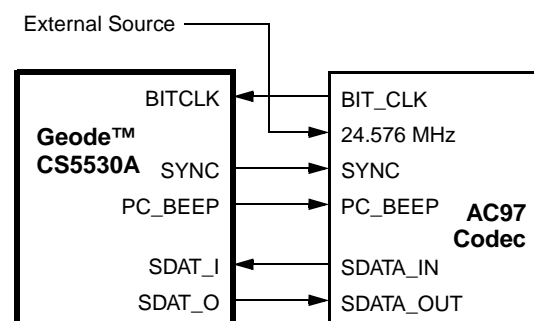 External Source
BITCLK
BIT_CLK
Geode™
CS5530A
24.576 MHz
SYNC
SYNC
PC_BEEP
PC_BEEP
AC97
Codec
SDAT_I
SDATA_IN
SDAT_O
SDATA_OUT